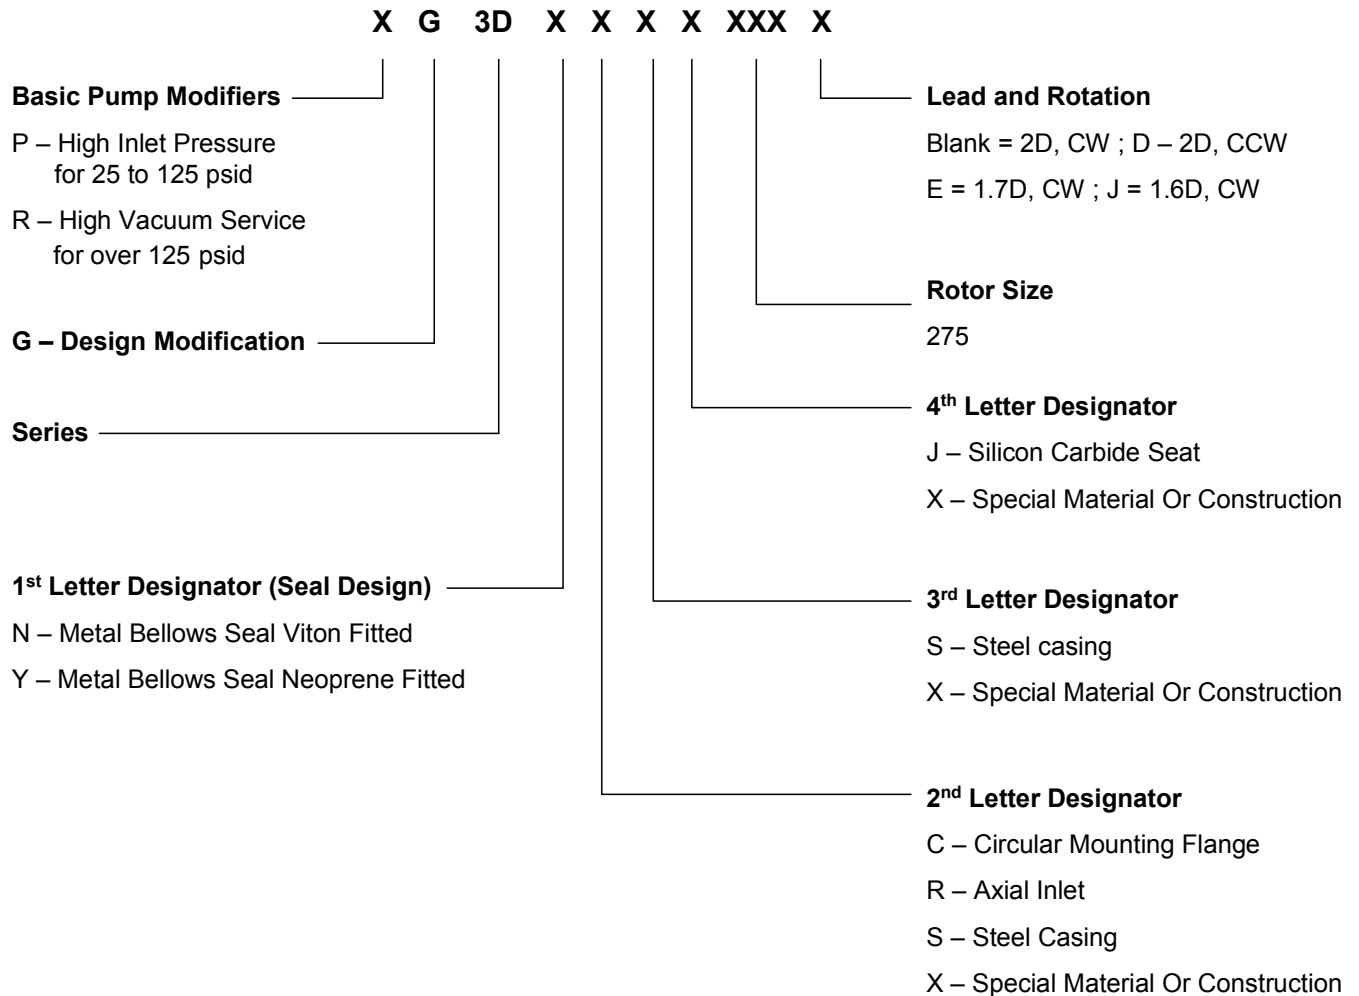 X G 3D X X X X XXX X
Basic Pump Modifiers
P – High Inlet Pressure
for 25 to 125 psid
R – High Vacuum Service
for over 125 psid
G – Design Modification
Series
1st Letter Designator (Seal Design)
N – Metal Bellows Seal Viton Fitted
Y – Metal Bellows Seal Neoprene Fitted
Lead and Rotation
Blank = 2D, CW ; D – 2D, CCW
E = 1.7D, CW ; J = 1.6D, CW
Rotor Size
275
4th Letter Designator
J – Silicon Carbide Seat
X – Special Material Or Construction
3rd Letter Designator
S – Steel casing
X – Special Material Or Construction
2nd Letter Designator
C – Circular Mounting Flange
R – Axial Inlet
S – Steel Casing
X – Special Material Or Construction